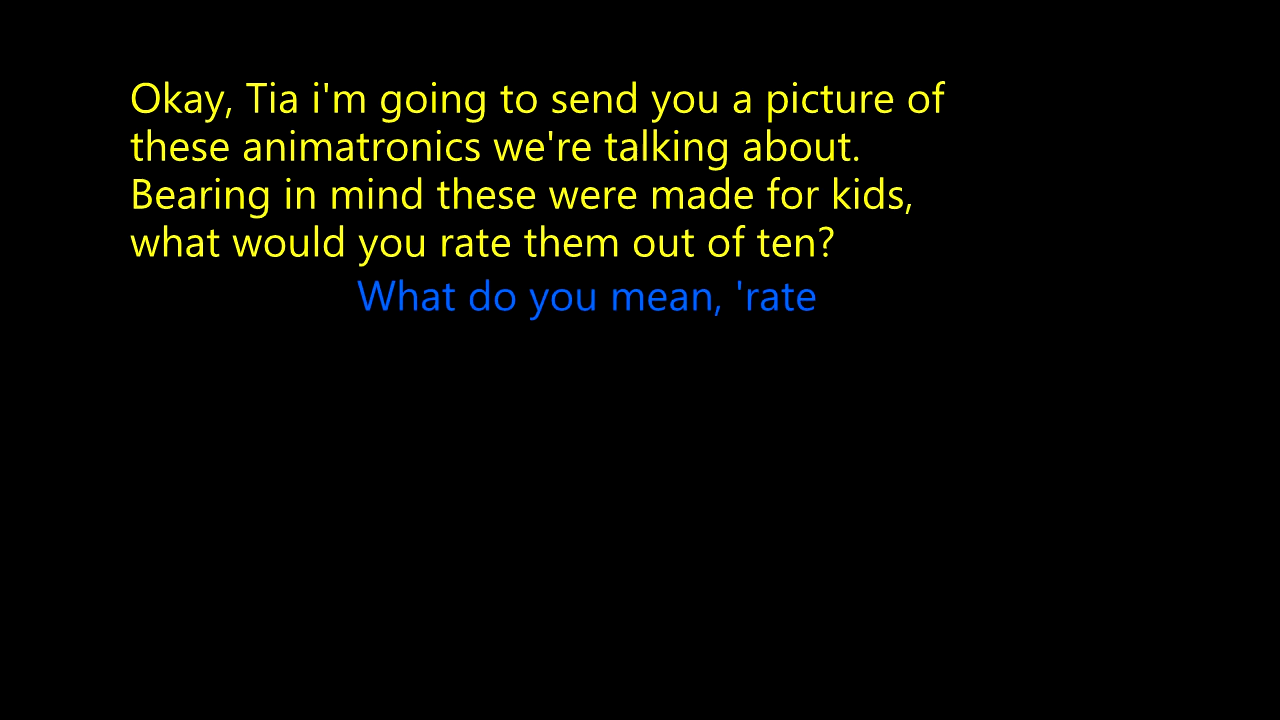 Okay, Tia i'm going to send you a picture of
these animatronics we're talking about.
Bearing in mind these were made for kids,
what would you rate them out of ten?
What do you mean, 'rate